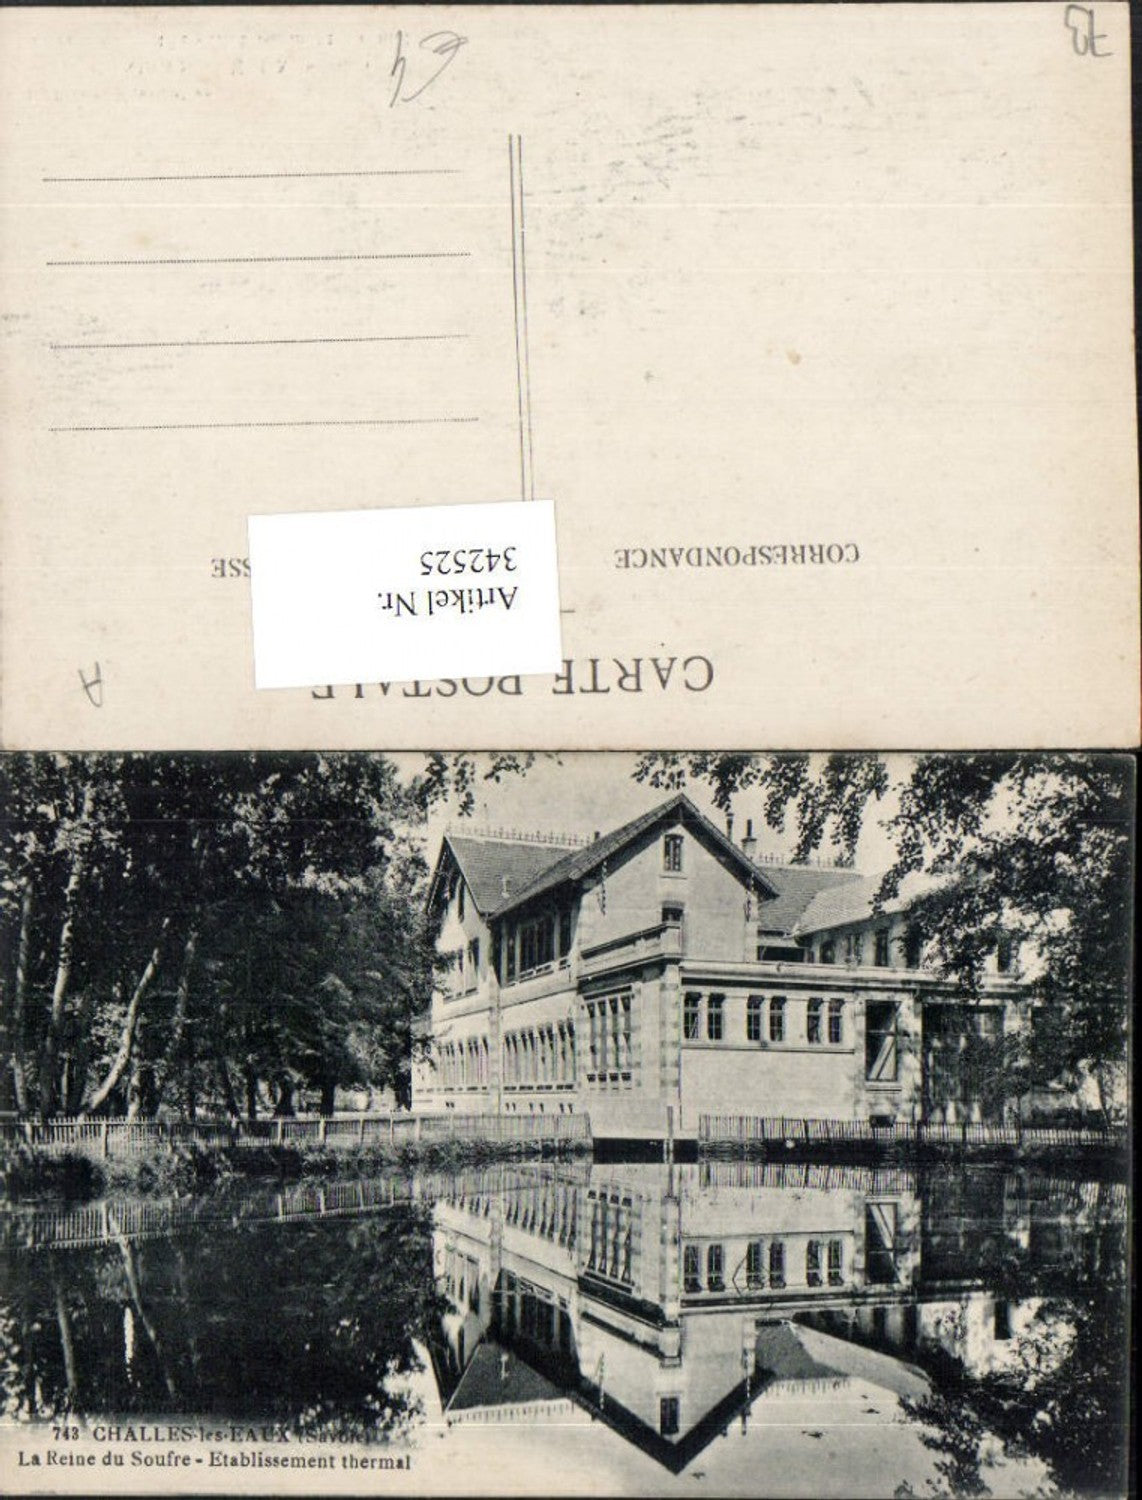 €4
73
CORRESPONDANCE
SSE
Artikel Nr.
342525
CARTE POSTALE
A
743 CHALLES-les-EAUX (Savoie)
La Reine du Soufre - Etablissement thermal